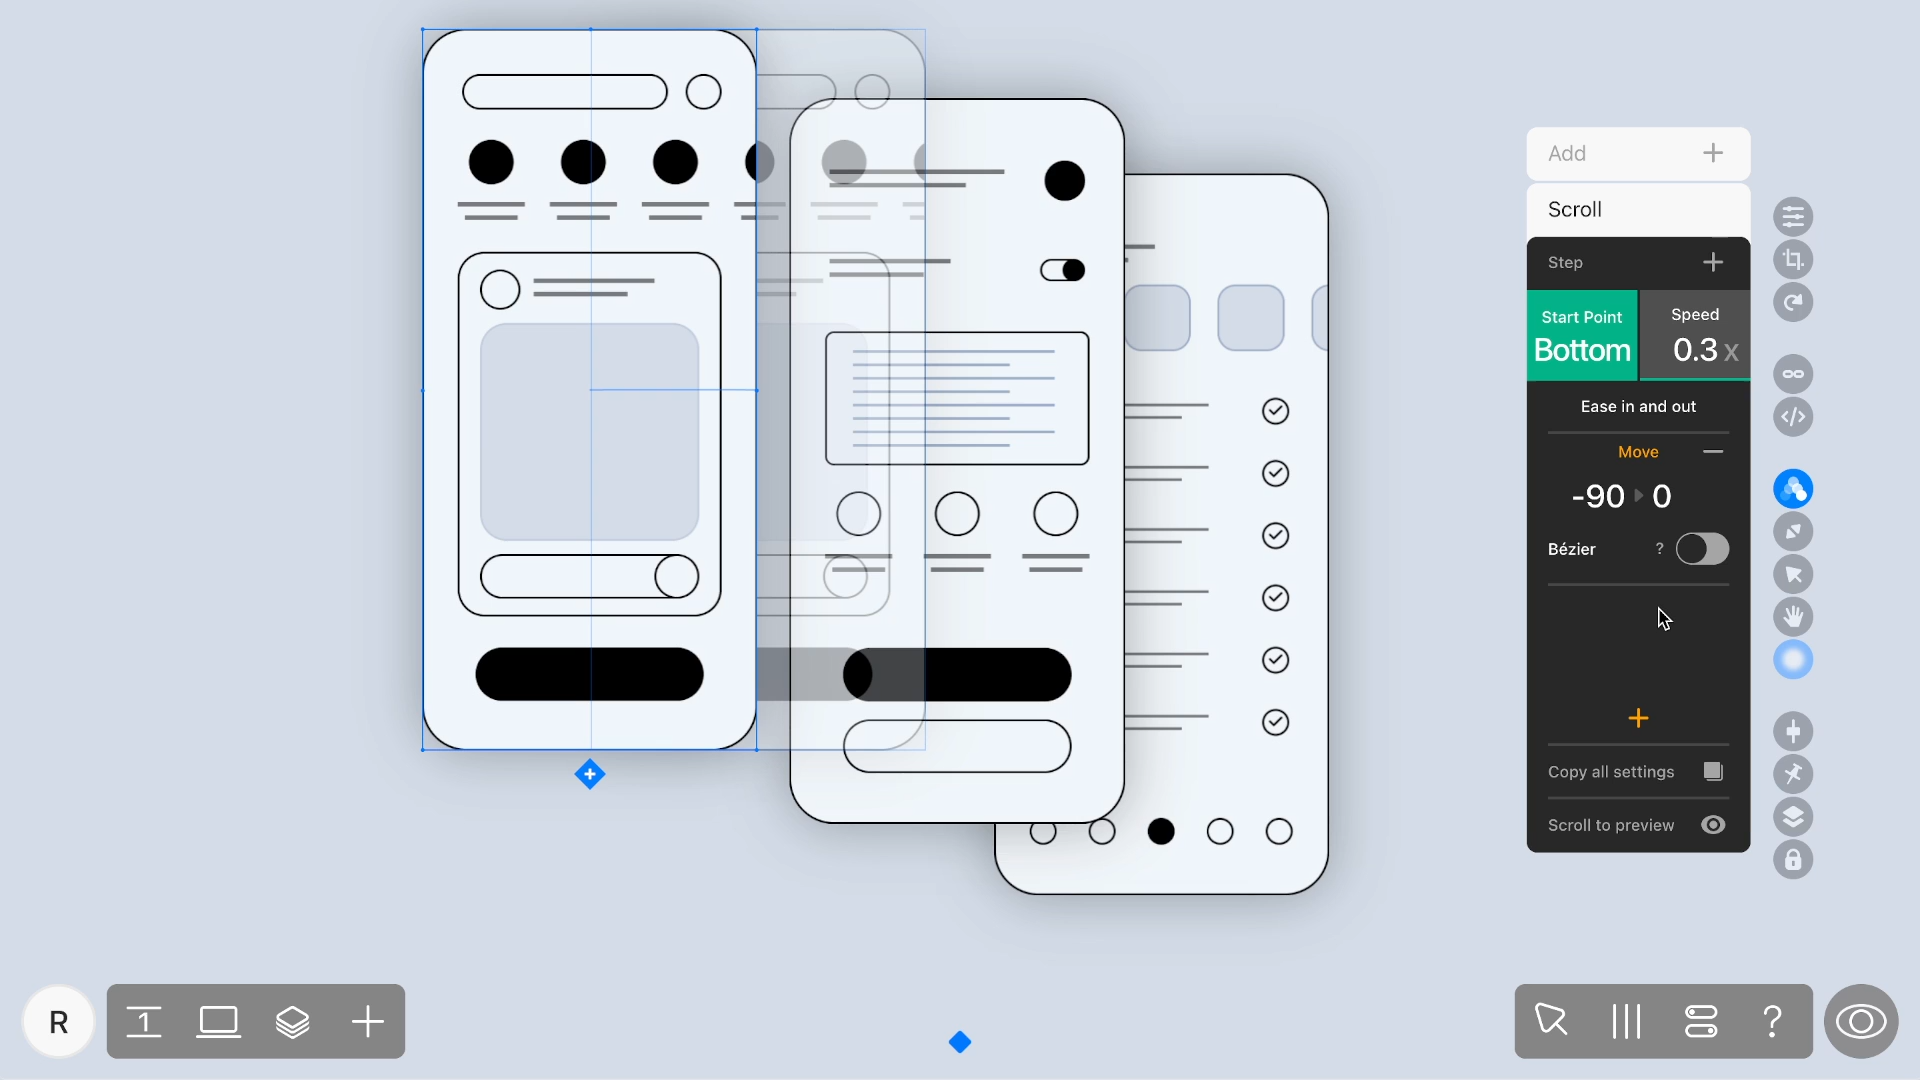 Add
Scroll
Step
Start Point
Bottom
Speed
0.3 x
Ease in and out
Move
-90 0
Bézier ?
Copy all settings
Scroll to preview
R
1
?